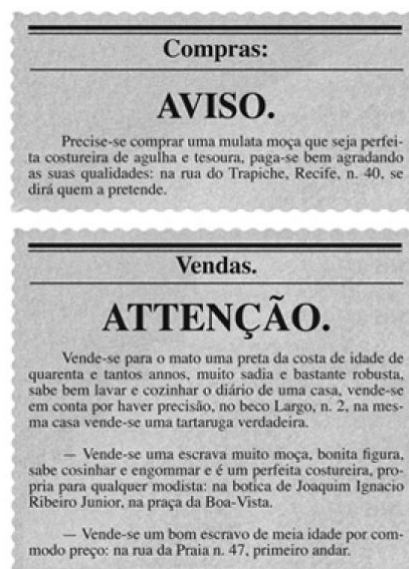 Compras:
AVISO.
Precise-se comprar uma mulata moça que seja perfei-
ta costureira de agulha e tesoura, paga-se bem agradando
as suas qualidades: na rua do Trapiche, Recife, n. 40, se
dirá quem a pretende.
Vendas.
ATTENÇÃO.
Vende-se para o mato uma preta da costa de idade de
quarenta e tantos annos, muito sadia e bastante robusta,
sabe bem lavar e cozinhar o diário de uma casa, vende-se
em conta por haver precisão, no beco Largo, n. 2, na mes-
ma casa vende-se uma tartaruga verdadeira.
— Vende-se uma escrava muito moça, bonita figura,
sabe cosinhar e engommar e é um perfeita costureira, pro-
pria para qualquer modista: na botica de Joaquim Ignacio
Ribeiro Junior, na praça da Boa-Vista.
— Vende-se um bom escravo de meia idade por com-
modo preço: na rua da Praia n. 47, primeiro andar.